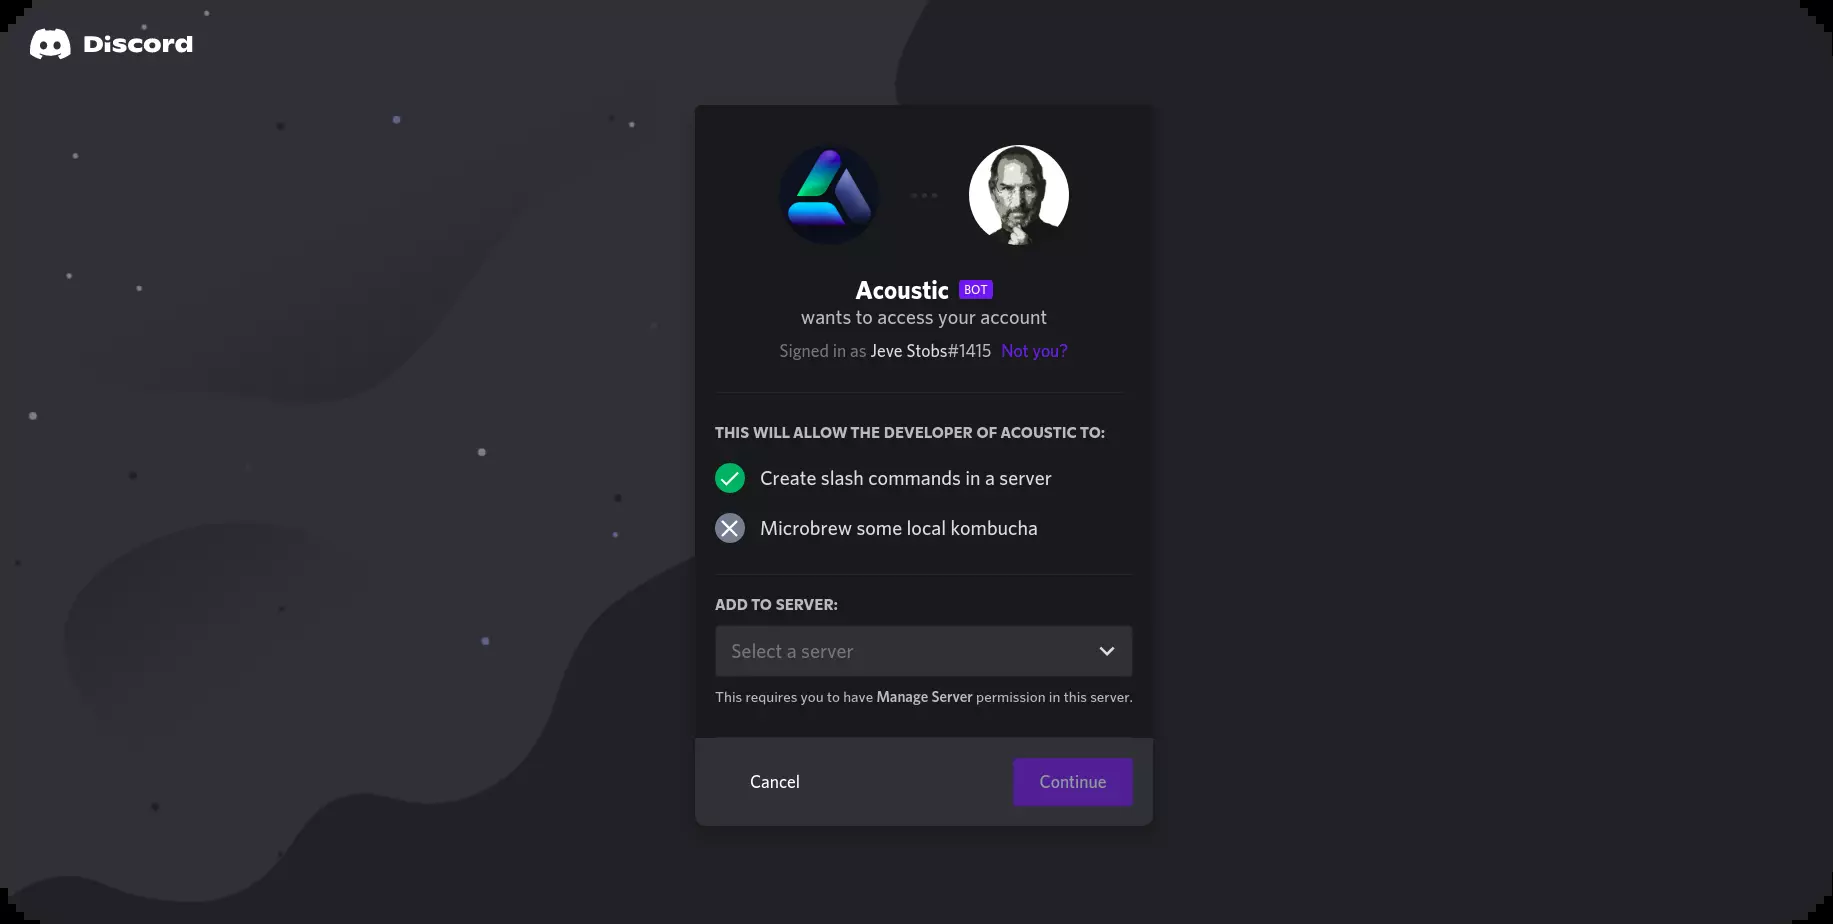 Discord
Acoustic BOT
wants to access your account
Signed in as Jeve Stobs#1415 Not you?
THIS WILL ALLOW THE DEVELOPER OF ACOUSTIC TO:
Create slash commands in a server
Microbrew some local kombucha
ADD TO SERVER:
Select a server
This requires you to have Manage Server permission in this server.
Cancel Continue